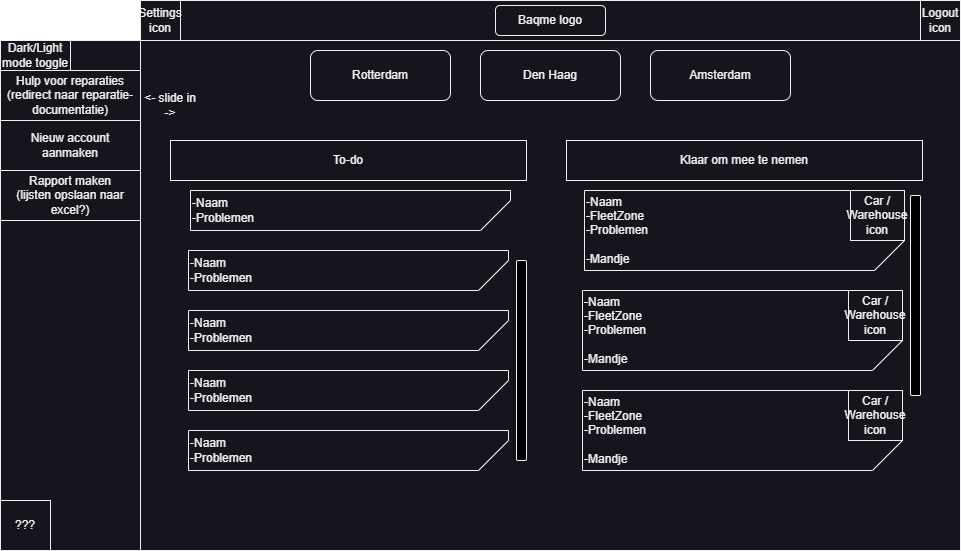 Settings
icon
Baqme logo
Logout
icon
Dark/Light
mode toggle
Hulp voor reparaties
(redirect naar reparatie-
documentatie)
Nieuw account
aanmaken
Rapport maken
(lijsten opslaan naar
excel?)
???
<- slide in
->
Rotterdam
Den Haag
Amsterdam
To-do
-Naam
-Problemen
-Naam
-Problemen
-Naam
-Problemen
-Naam
-Problemen
-Naam
-Problemen
Klaar om mee te nemen
-Naam
-FleetZone
-Problemen
-Mandje
Car /
Warehouse
icon
-Naam
-FleetZone
-Problemen
-Mandje
Car /
Warehouse
icon
-Naam
-FleetZone
-Problemen
-Mandje
Car /
Warehouse
icon